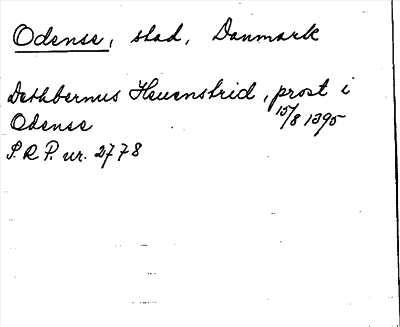 Odense, stad, Danmark
Dethbernus Heuenstrid, prost i
Odense 15/8 1395
S.R.P. nr. 2778